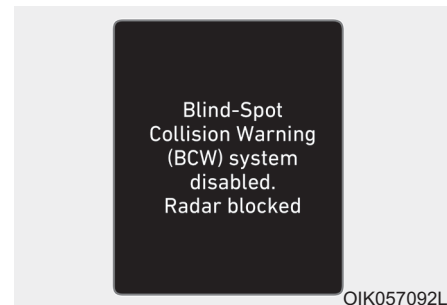 Blind-Spot
Collision Warning
(BCW) system
disabled.
Radar blocked
OIK057092L